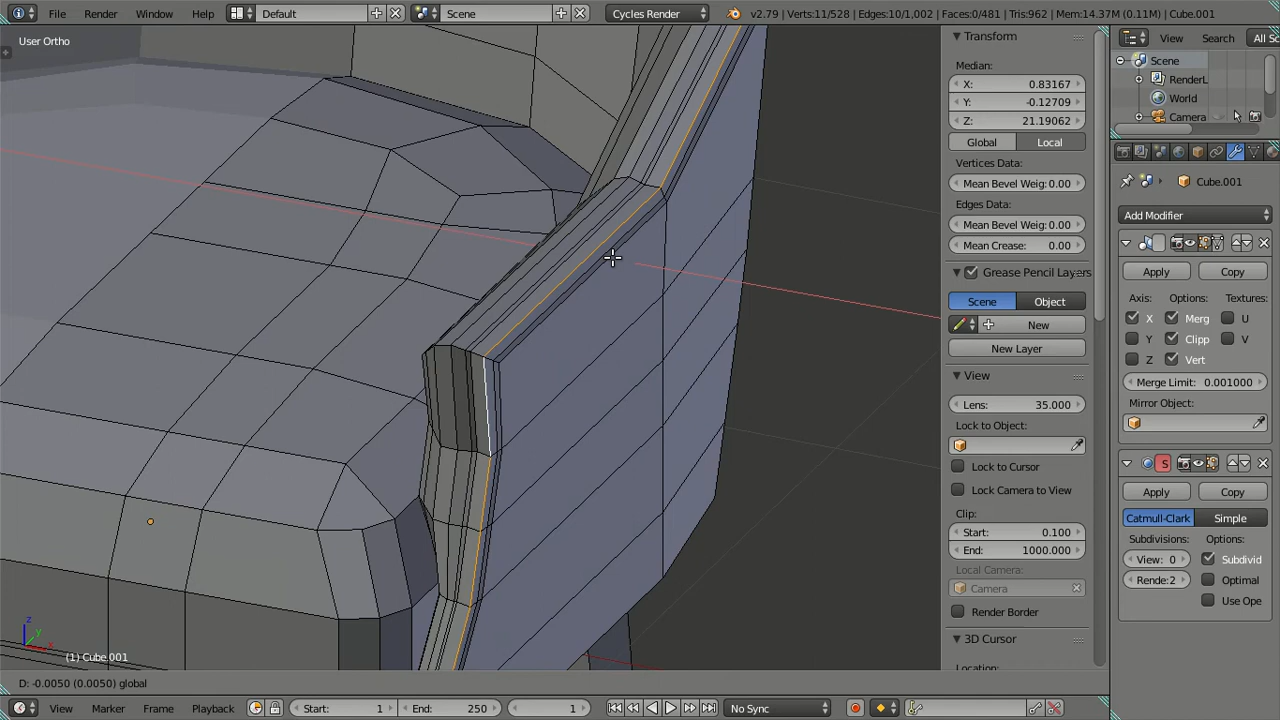 File Render Window Help Default Scene Cycles Render v2.79 | Verts:11/528 | Edges:10/1,002 | Faces:0/481 | Tris:962 | Mem:14.37M (0.11M) | Cube.001
User Ortho
Transform
Median:
X: 0.83167
Y: -0.12709
Z: 21.19062
Global Local
Vertices Data:
Mean Bevel Weig:0.00
Edges Data:
Mean Bevel Weig:0.00
Mean Crease: 0.00
Grease Pencil Layers
Scene Object
New
New Layer
View
Lens: 35.000
Lock to Object:
Lock to Cursor
Lock Camera to View
Clip:
Start: 0.100
End: 1000.000
Local Camera:
Camera
Render Border
3D Cursor
Location:
View Search All Sc
Scene
RenderL
World
Camera
Cube.001
Add Modifier
Apply Copy
Axis: Options: Textures:
X Merg U
Y Clipp V
Z Vert
Merge Limit: 0.001000
Mirror Object:
S
Apply Copy
Catmull-Clark Simple
Subdivisions: Options:
View: 0 Subdivid
Rende:2 Optimal
Use Ope
z
y
x
(1) Cube.001
D: -0.0050 (0.0050) global
View Marker Frame Playback Start: 1 End: 250 1 No Sync